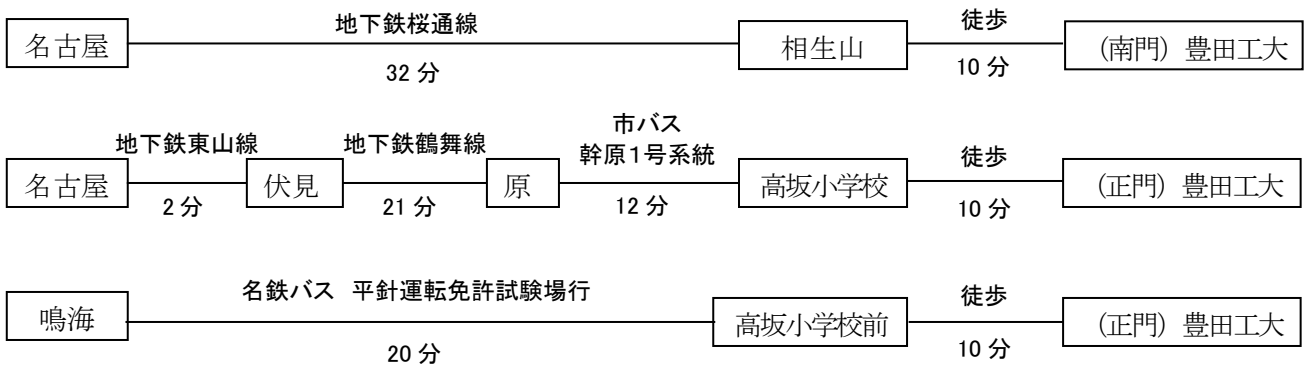 地下鉄桜通線
徒歩
名古屋
相生山
(南門) 豊田工大
32 分
10 分
市バス
地下鉄東山線
地下鉄鶴舞線
幹原1号系統
徒歩
名古屋
伏見
原
高坂小学校
(正門) 豊田工大
2 分
21 分
12 分
10 分
名鉄バス 平針運転免許試験場行
徒歩
鳴海
高坂小学校前
(正門) 豊田工大
20 分
10 分